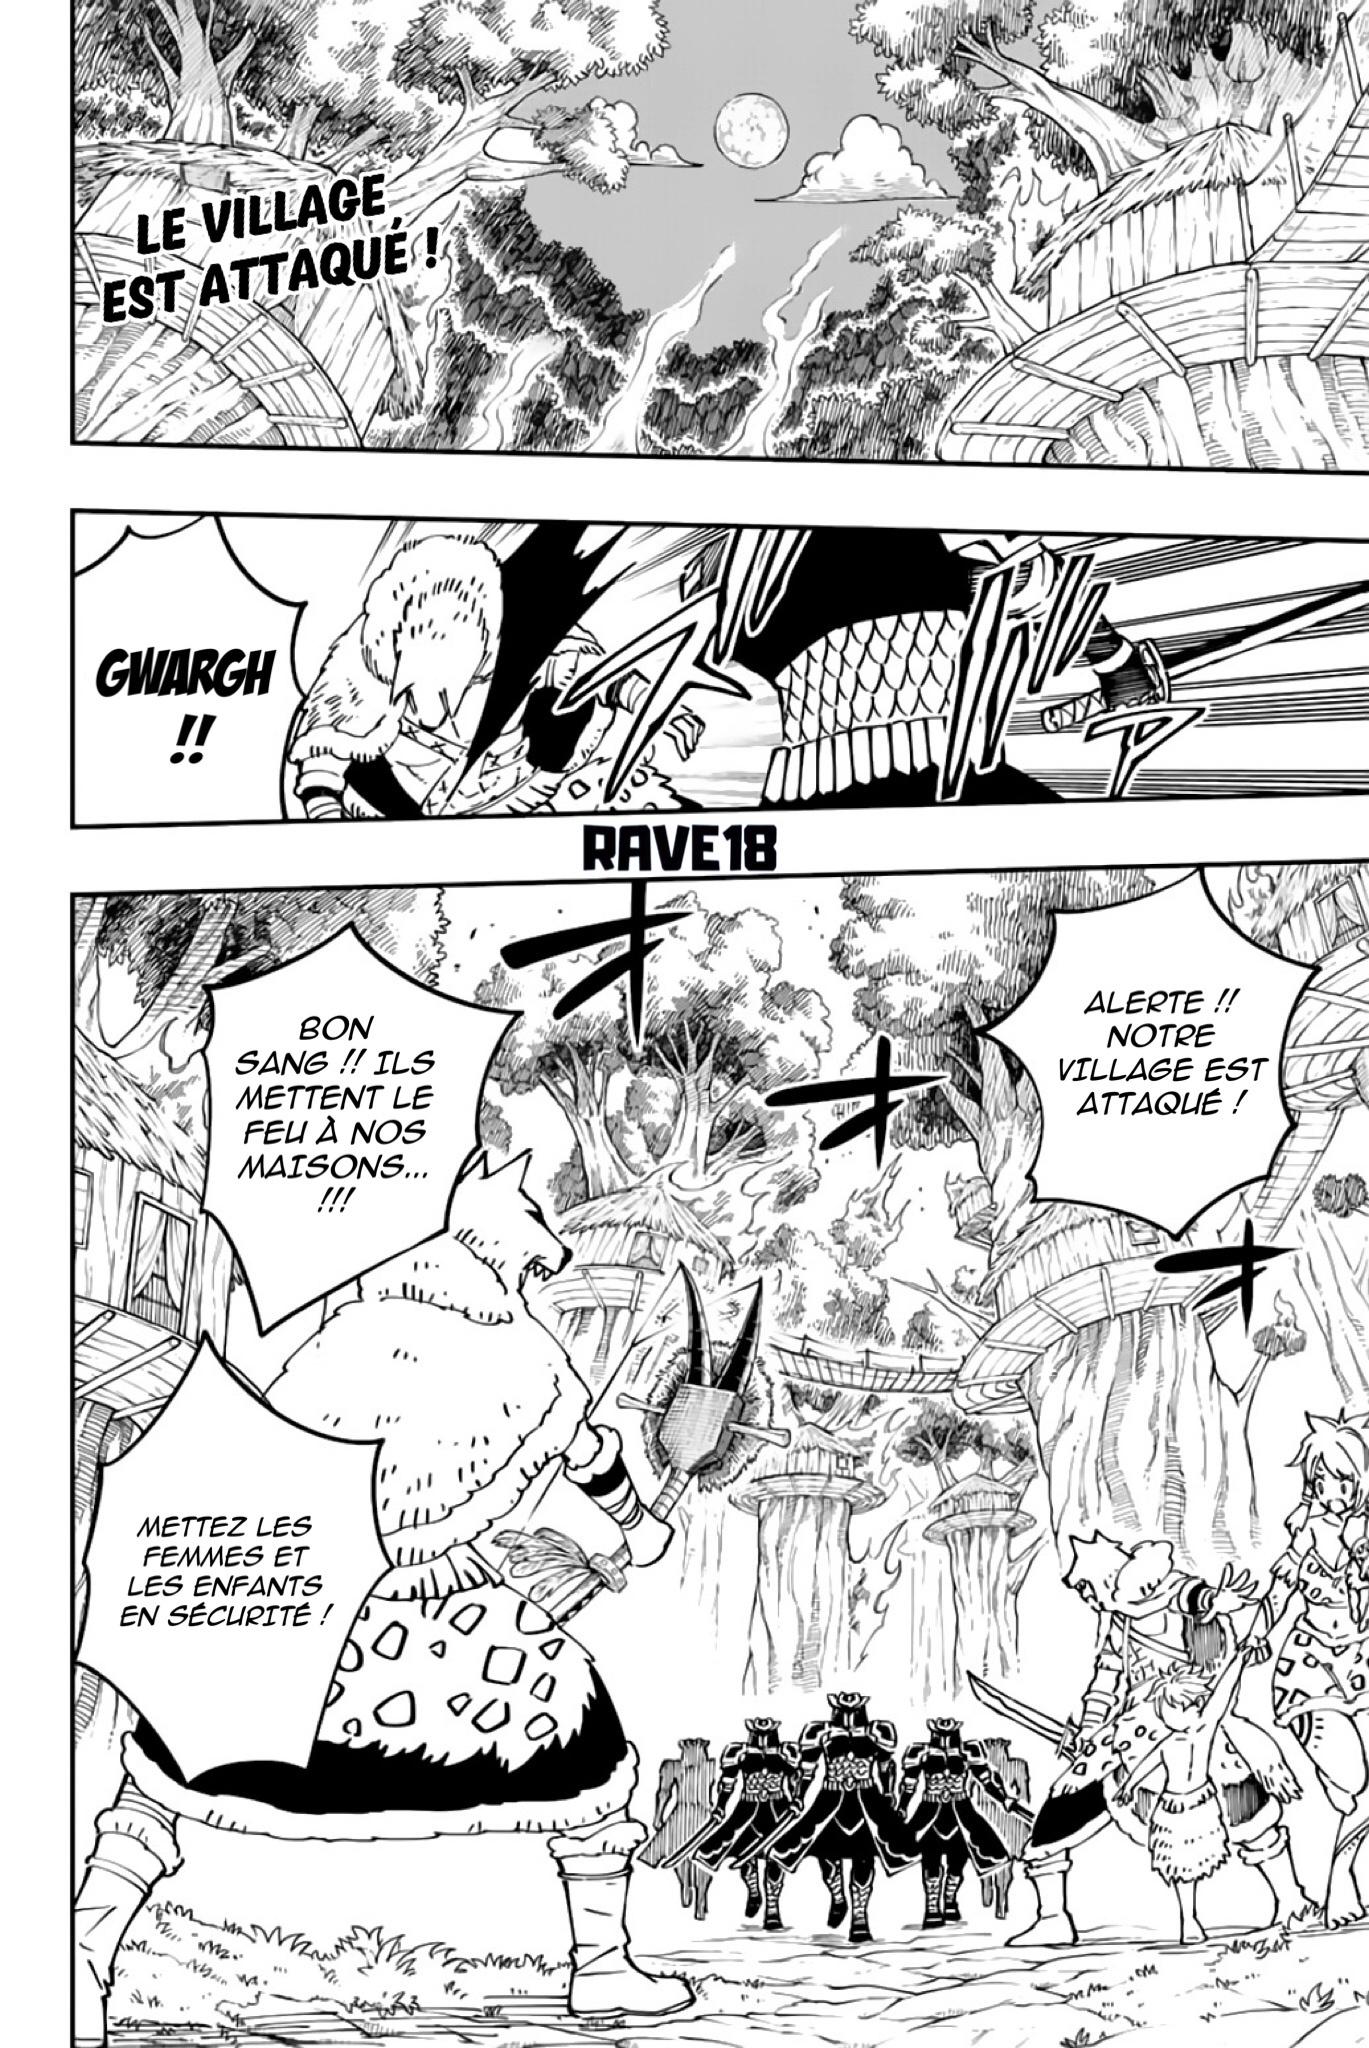 LE VILLAGE
EST ATTAQUÉ !
GWARGH
!!
RAVE18
ALERTE !!
NOTRE
VILLAGE EST
ATTAQUÉ !
BON
SANG !! ILS
METTENT LE
FEU À NOS
MAISONS...
!!!
METTEZ LES
FEMMES ET
LES ENFANTS
EN SÉCURITÉ !